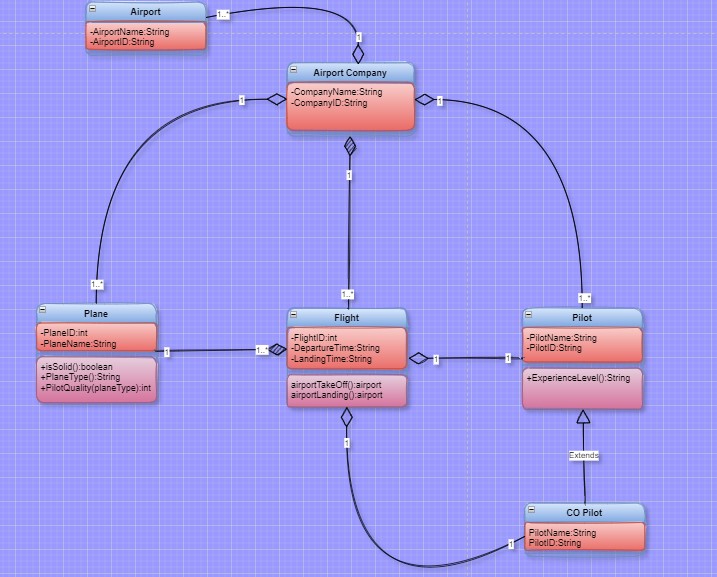 Airport
-AirportName:String
-AirportID:String
1..*
1
Airport Company
-CompanyName:String
-CompanyID:String
1
1
1
1..*
1..*
1..*
Plane
-PlaneID:int
-PlaneName:String
+isSolid():boolean
+PlaneType():String
+PilotQuality(planeType):int
1
1..*
Flight
-FlightID:int
-DepartureTime:String
-LandingTime:String
airportTakeOff():airport
airportLanding():airport
1
1
Pilot
-PilotName:String
-PilotID:String
+ExperienceLevel():String
1
Extends
CO Pilot
PilotName:String
PilotID:String
1